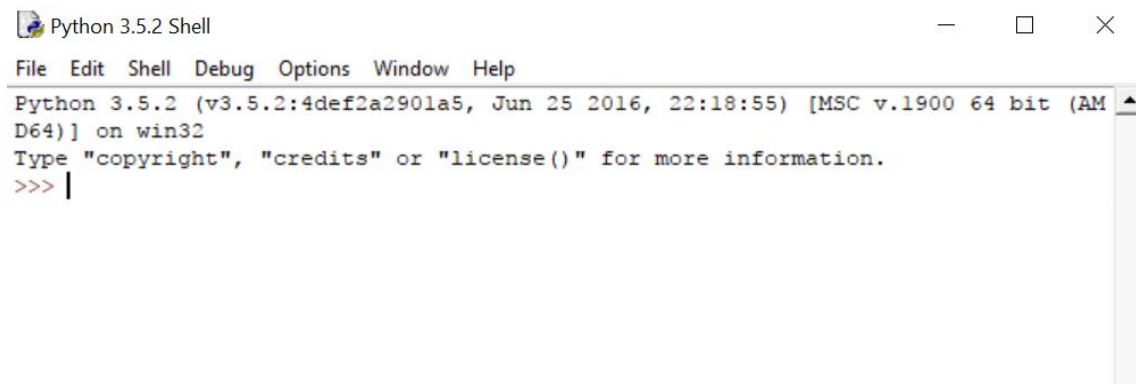 Python 3.5.2 Shell
File Edit Shell Debug Options Window Help
Python 3.5.2 (v3.5.2:4def2a2901a5, Jun 25 2016, 22:18:55) [MSC v.1900 64 bit (AM
D64)] on win32
Type "copyright", "credits" or "license()" for more information.
>>>